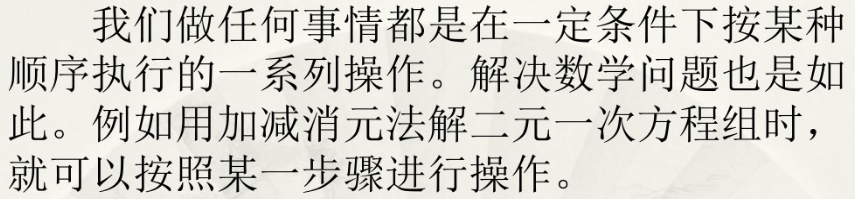 我们做任何事情都是在一定条件下按某种
顺序执行的一系列操作。解决数学问题也是如
此。例如用加减消元法解二元一次方程组时，
就可以按照某一步骤进行操作。